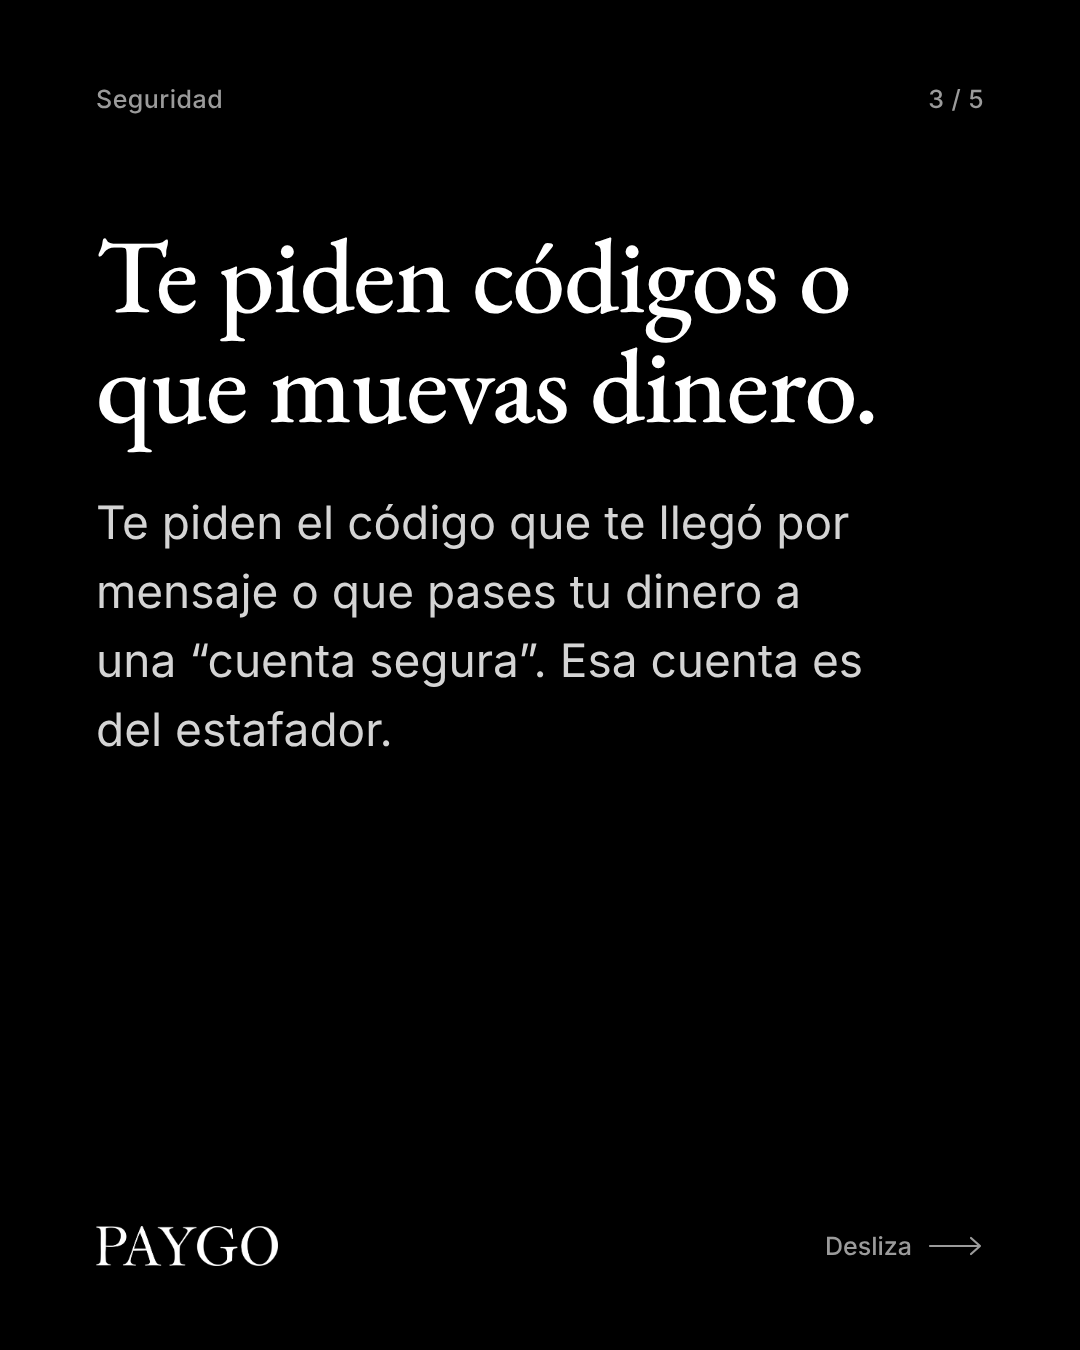 Seguridad
3 / 5
Te piden códigos o
que muevas dinero.
Te piden el código que te llegó por
mensaje o que pases tu dinero a
una “cuenta segura”. Esa cuenta es
del estafador.
PAYGO
Desliza